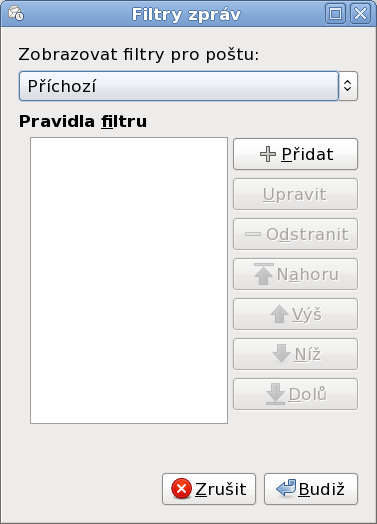 Filtry zpráv
Zobrazovat filtry pro poštu:
Příchozí
Pravidla filtru
Přidat
Upravit
Odstranit
Nahoru
Výš
Níž
Dolů
Zrušit
Budiž